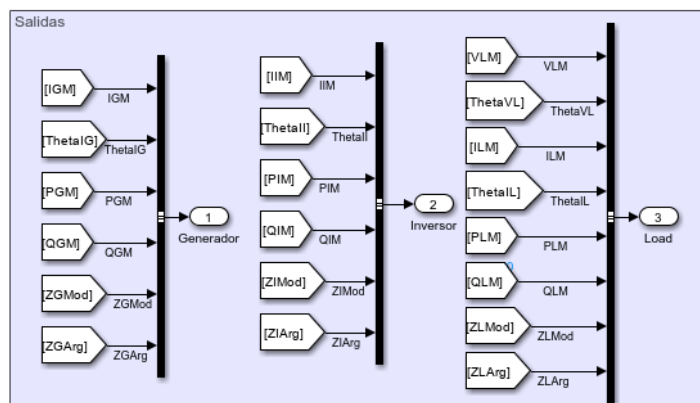 Salidas
[IGM]
IGM
[ThetaIG]
ThetaIG
[PGM]
PGM
[QGM]
QGM
[ZGMod]
ZGMod
[ZGArg]
ZGArg
1
Generador
[IIM]
IIM
[ThetaII]
ThetaII
[PIM]
PIM
[QIM]
QIM
[ZIMod]
ZIMod
[ZIArg]
ZIArg
2
Inversor
[VLM]
VLM
[ThetaVL]
ThetaVL
[ILM]
ILM
[ThetaIL]
ThetaIL
[PLM]
PLM
[QLM]
QLM
[ZLMod]
ZLMod
[ZLArg]
ZLArg
3
Load